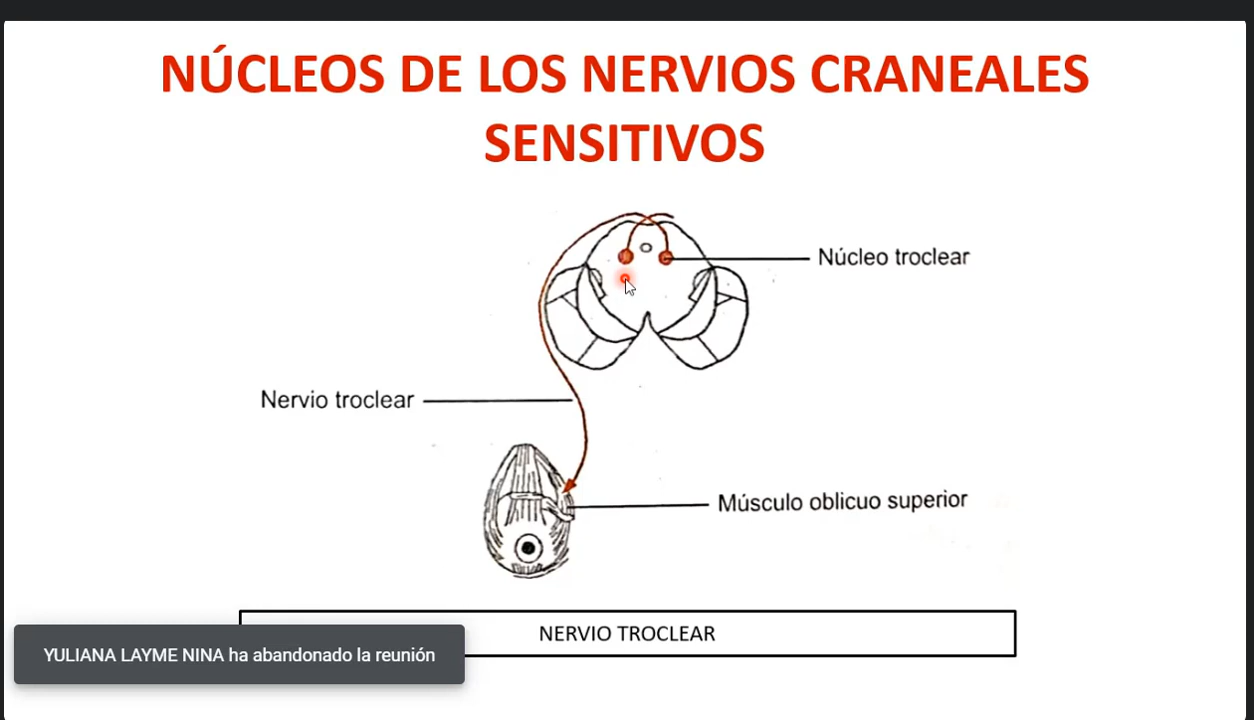 NÚCLEOS DE LOS NERVIOS CRANEALES
SENSITIVOS
Núcleo troclear
Nervio troclear
Músculo oblicuo superior
NERVIO TROCLEAR
YULIANA LAYME NINA ha abandonado la reunión